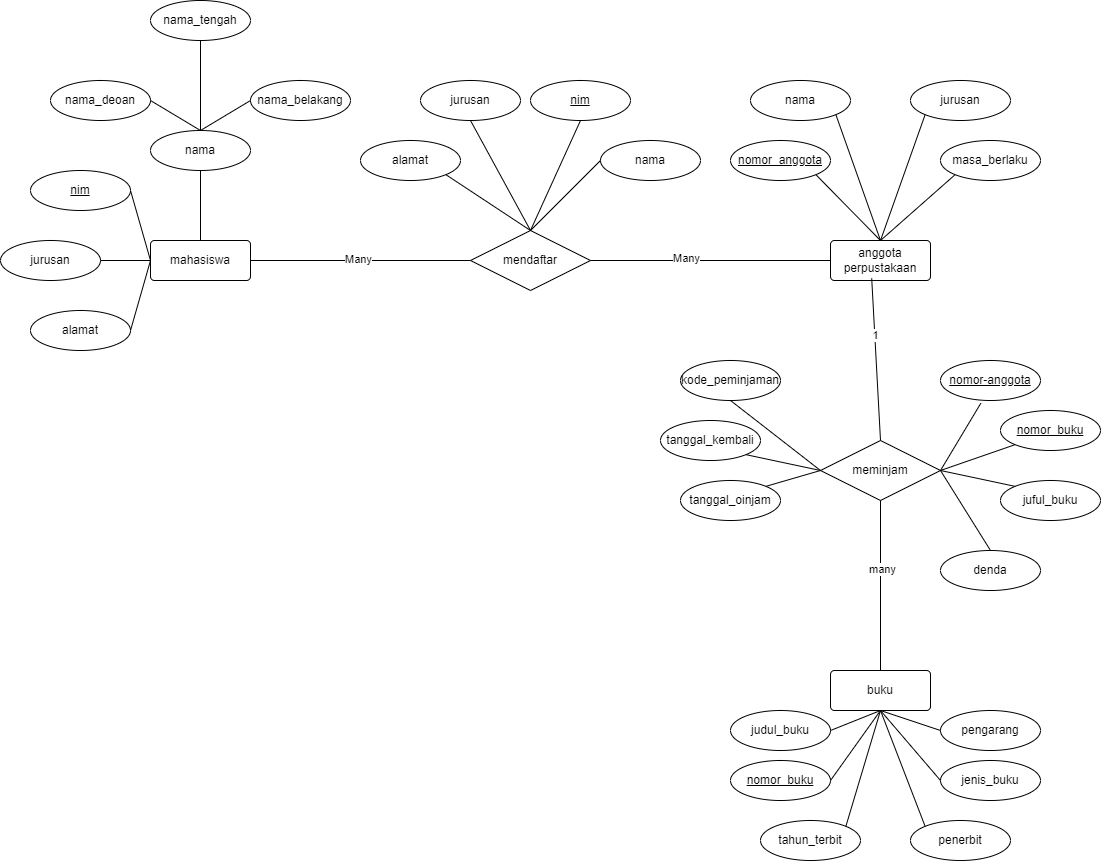 nama_tengah
nama_deoan
nama_belakang
nama
nim
jurusan
mahasiswa
alamat
Many
jurusan
nim
alamat
nama
mendaftar
Many
nama
jurusan
nomor_anggota
masa_berlaku
anggota
perpustakaan
1
kode_peminjaman
nomor-anggota
tanggal_kembali
nomor_buku
meminjam
tanggal_oinjam
juful_buku
denda
many
buku
judul_buku
pengarang
nomor_buku
jenis_buku
tahun_terbit
penerbit